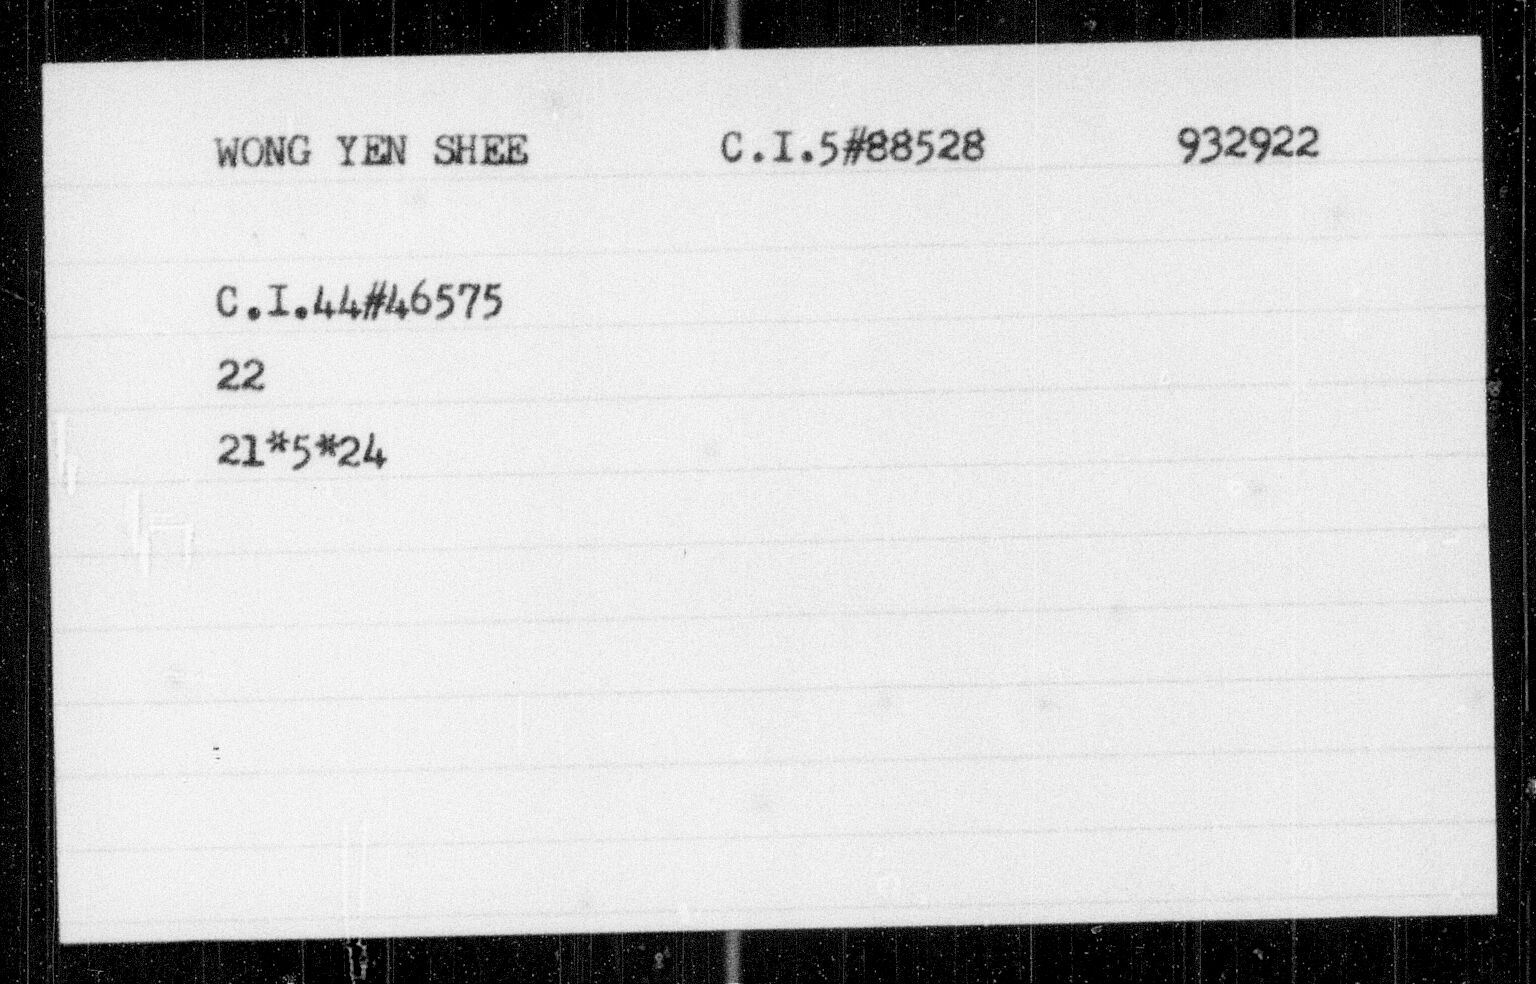 WONG YEN SHEE C.I.5#88528 932922
C.I.44#46575
22
21*5*24